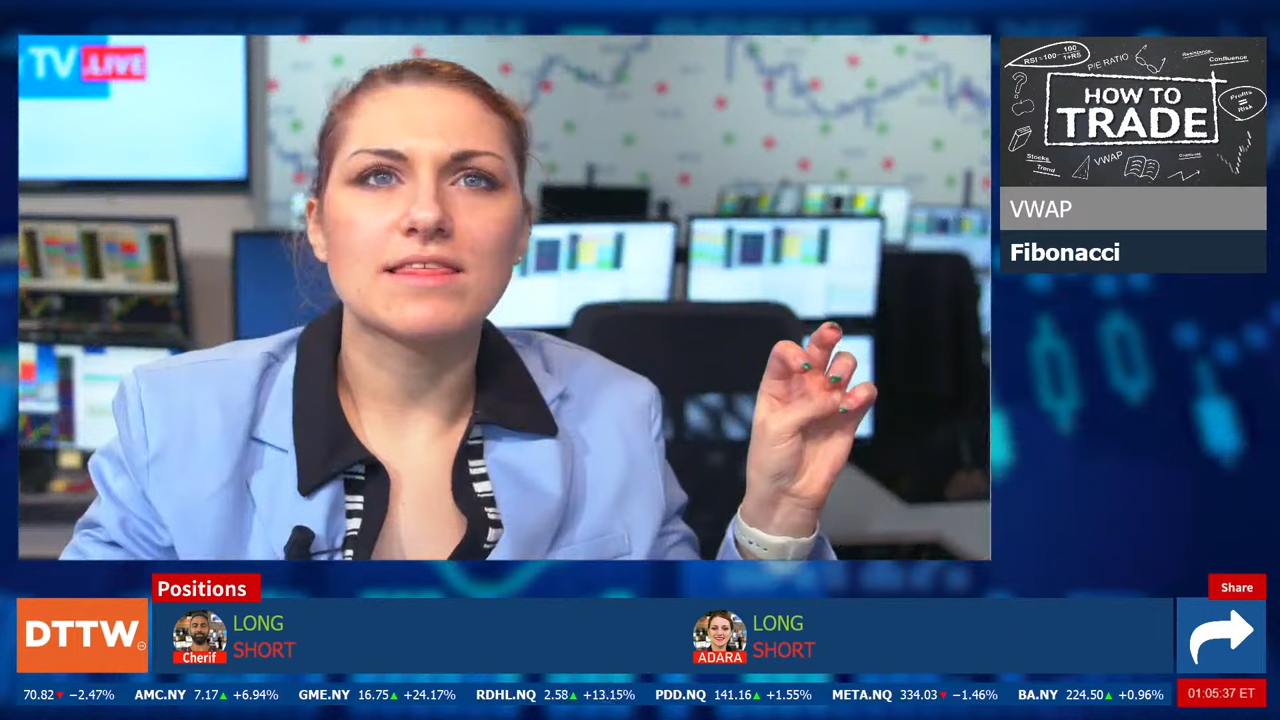 TV .LIVE
RSI=100- 100
1+RS
P/E RATIO
Resistance
Confluence
HOW TO
TRADE
Profits
=
Risk
Stocks
Trend
VWAP
VWAP
Fibonacci
Positions
Share
DTTW
LONG
SHORT
Cherif
LONG
SHORT
ADARA
70.82▼ −2.47% AMC.NY 7.17▲ +6.94% GME.NY 16.75▲ +24.17% RDHL.NQ 2.58▲ +13.15% PDD.NQ 141.16▲ +1.55% META.NQ 334.03▼ −1.46% BA.NY 224.50▲ +0.96%
01:05:37 ET